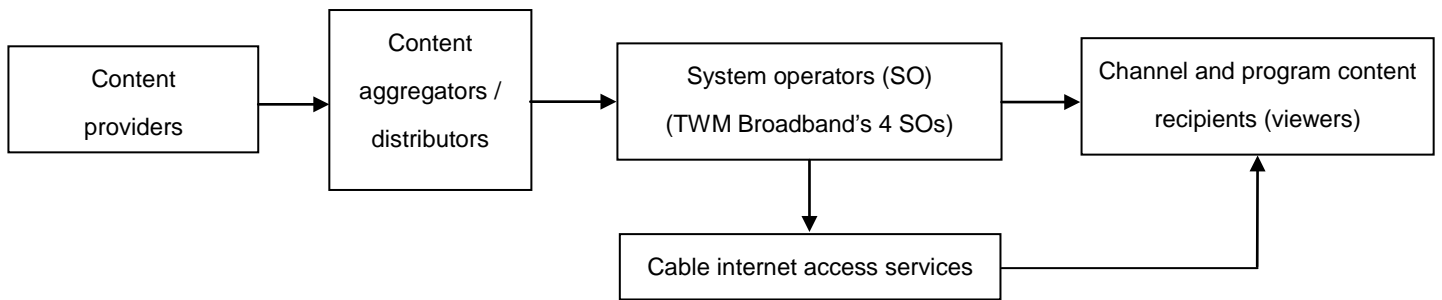 Content
providers
Content
aggregators /
distributors
System operators (SO)
(TWM Broadband’s 4 SOs)
Channel and program content
recipients (viewers)
Cable internet access services